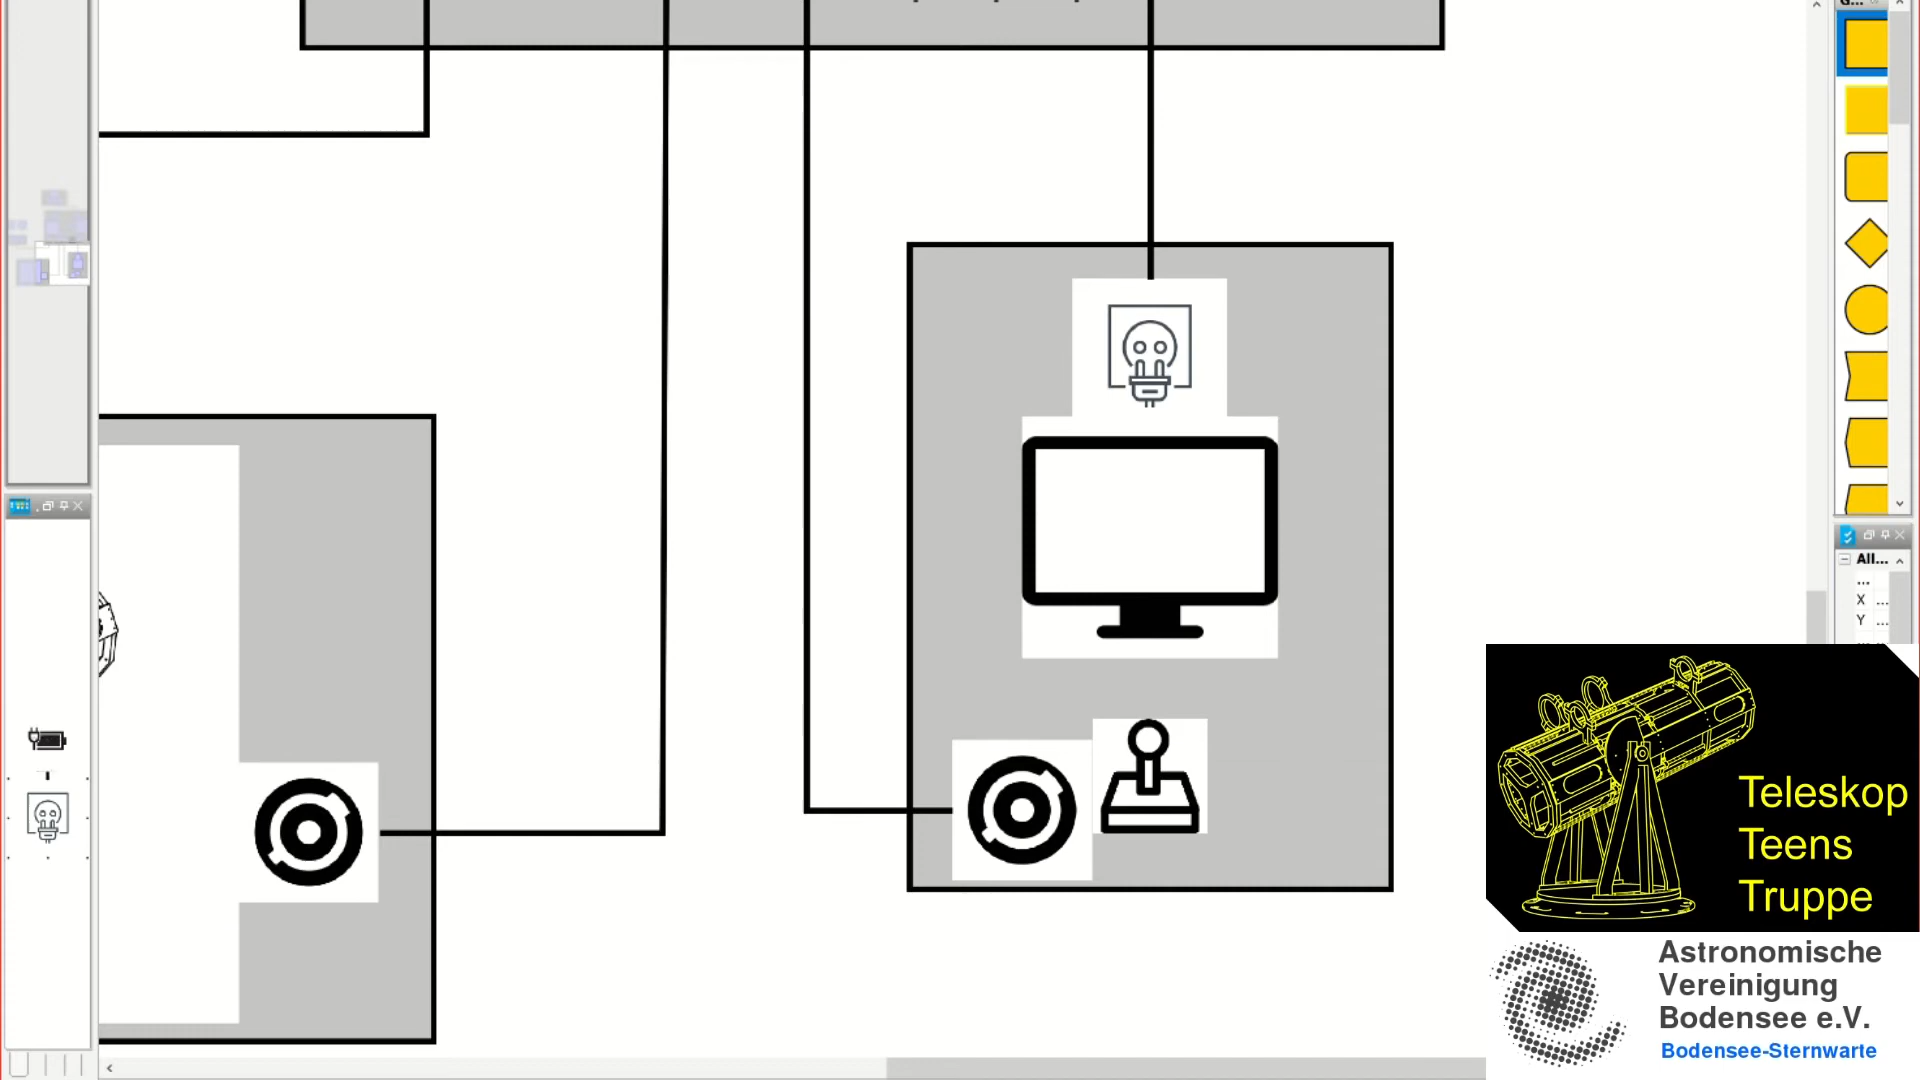 G...
All...
...
X ...
Y ...
Teleskop
Teens
Truppe
Astronomische
Vereinigung
Bodensee e.V.
Bodensee-Sternwarte